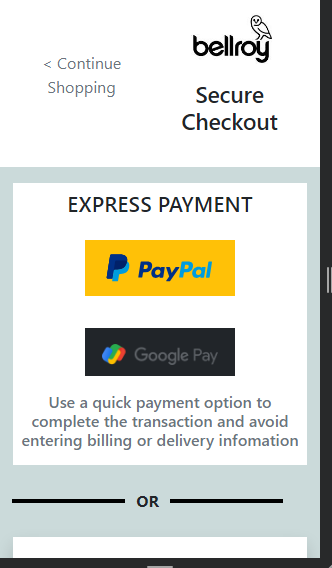 bellroy
< Continue
Shopping
Secure
Checkout
EXPRESS PAYMENT
PayPal
Google Pay
Use a quick payment option to
complete the transaction and avoid
entering billing or delivery infomation
OR